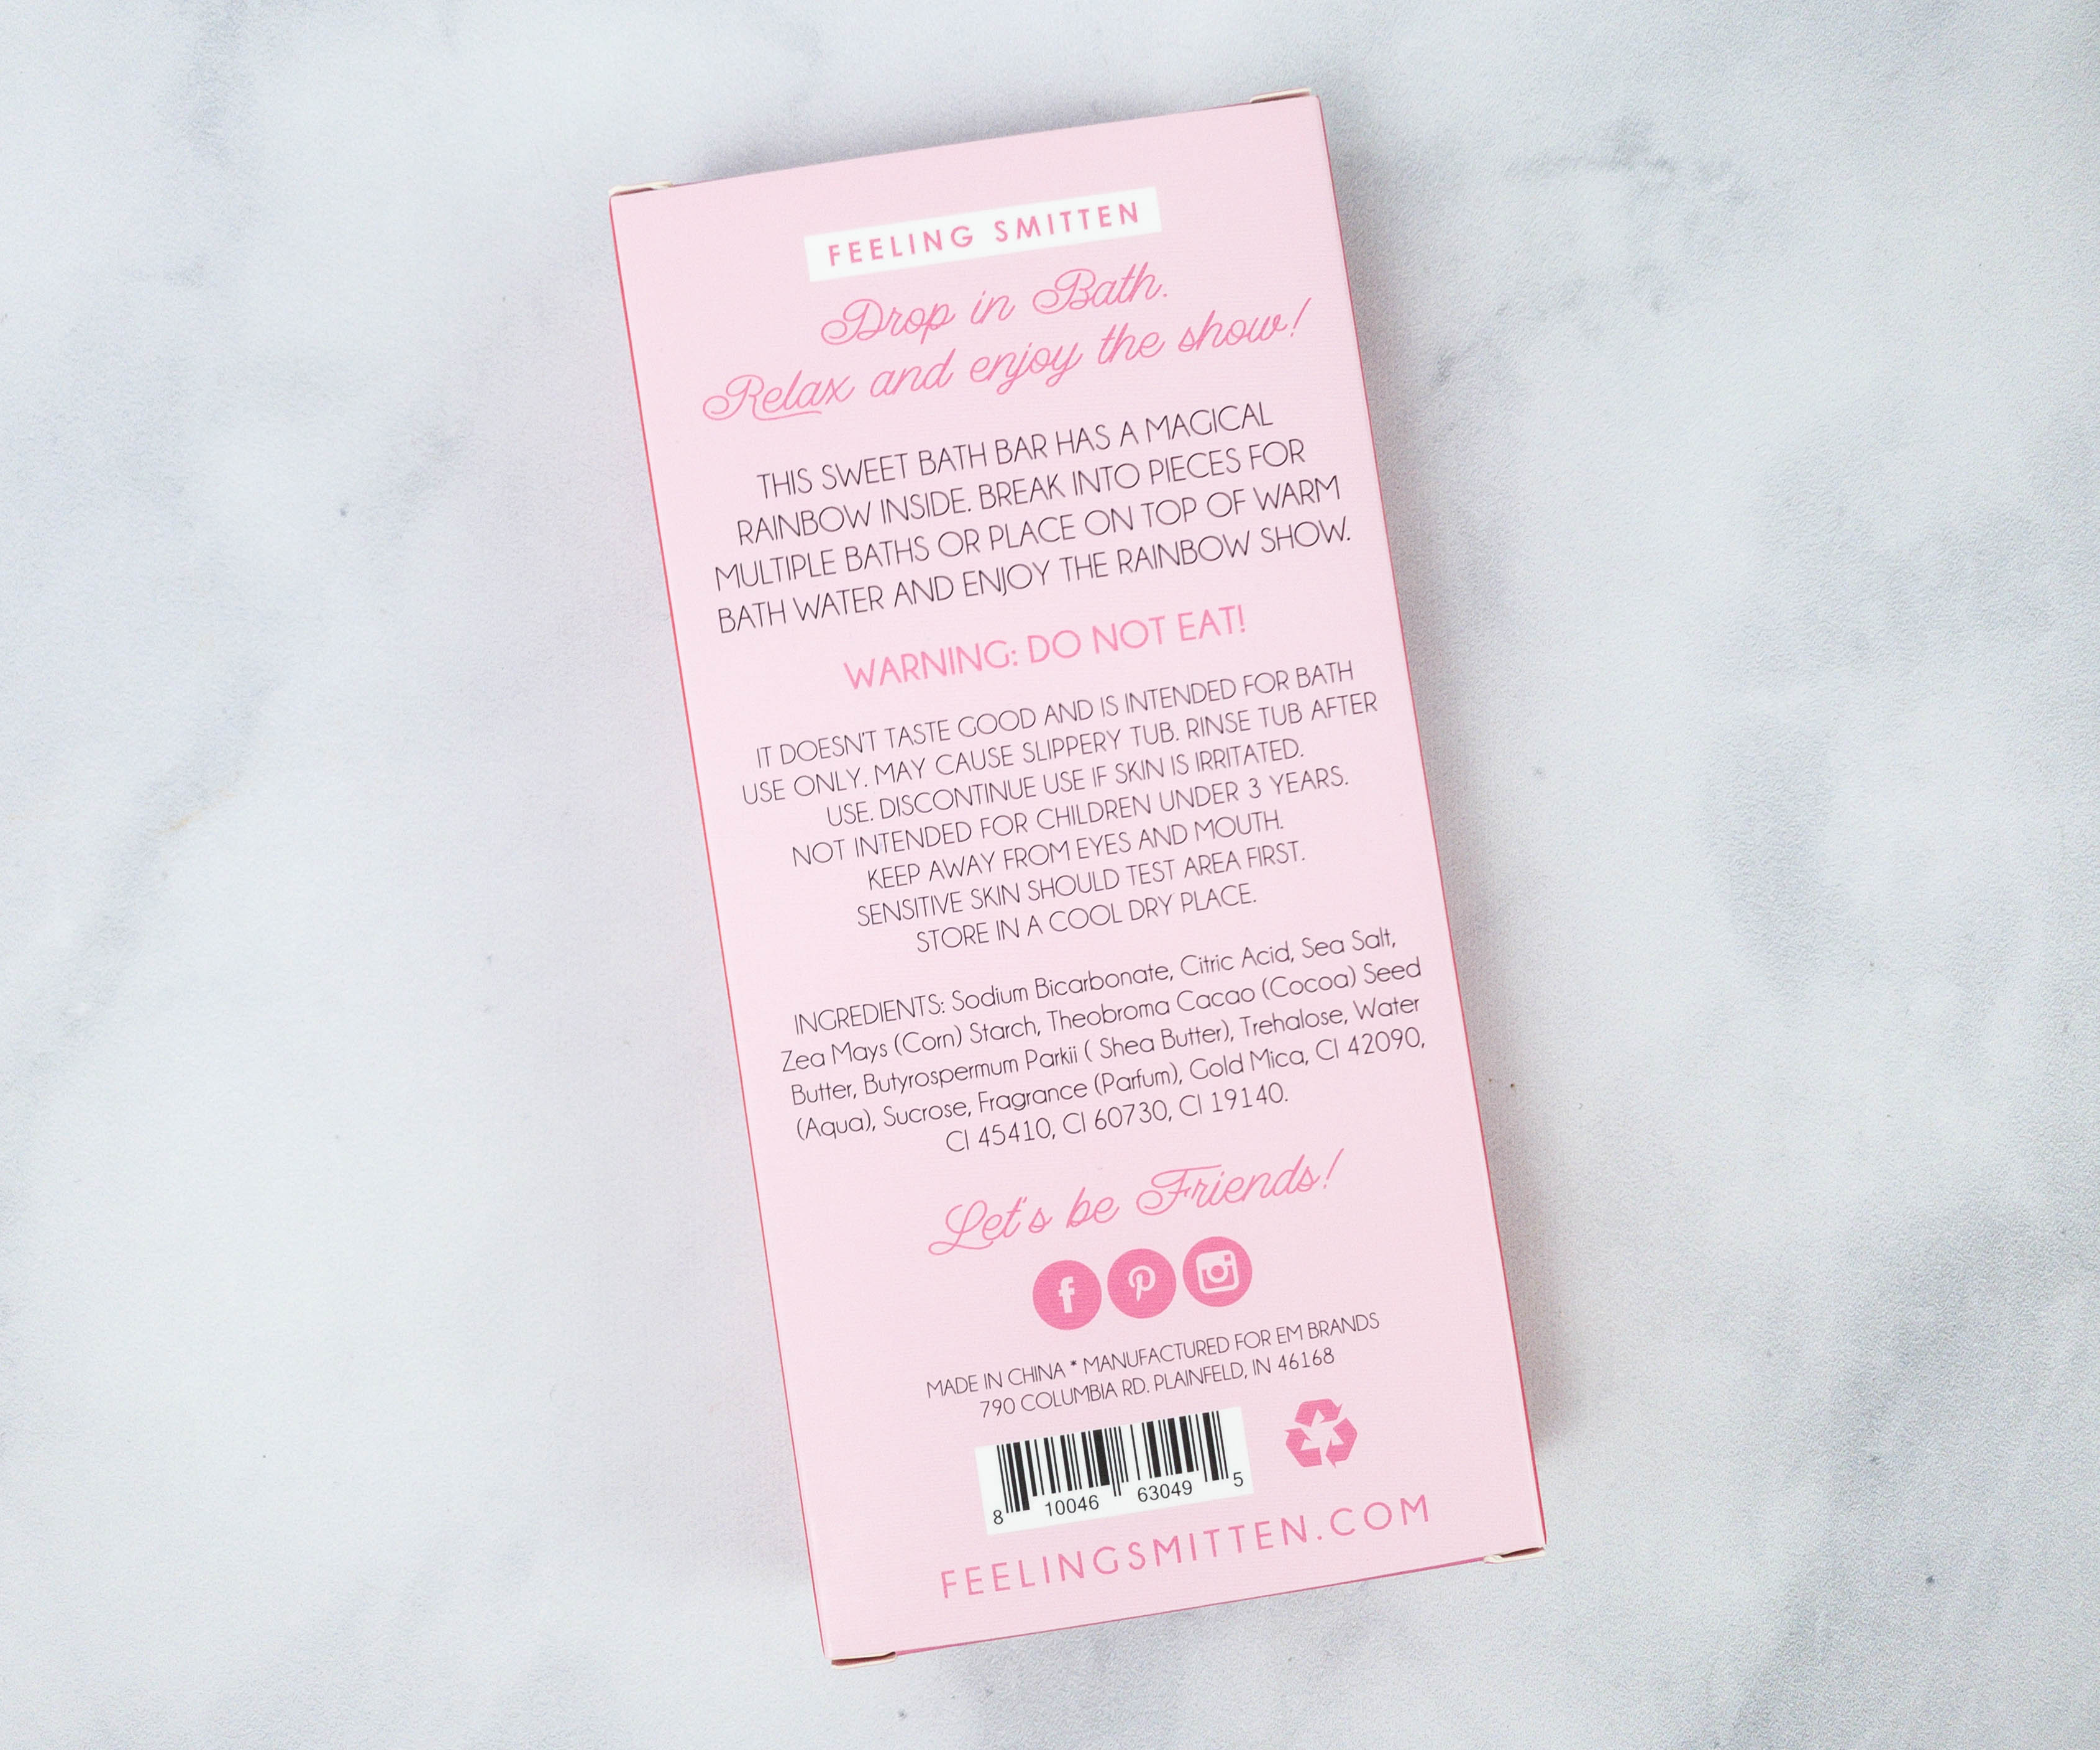 FEELING SMITTEN
Drop in Bath.
Relax and enjoy the show!
THIS SWEET BATH BAR HAS A MAGICAL
RAINBOW INSIDE. BREAK INTO PIECES FOR
MULTIPLE BATHS OR PLACE ON TOP OF WARM
BATH WATER AND ENJOY THE RAINBOW SHOW.
WARNING: DO NOT EAT!
IT DOESN'T TASTE GOOD AND IS INTENDED FOR BATH
USE ONLY. MAY CAUSE SLIPPERY TUB. RINSE TUB AFTER
USE. DISCONTINUE USE IF SKIN IS IRRITATED.
NOT INTENDED FOR CHILDREN UNDER 3 YEARS.
KEEP AWAY FROM EYES AND MOUTH.
SENSITIVE SKIN SHOULD TEST AREA FIRST.
STORE IN A COOL DRY PLACE.
INGREDIENTS: Sodium Bicarbonate, Citric Acid, Sea Salt,
Zea Mays (Corn) Starch, Theobroma Cacao (Cocoa) Seed
Butter, Butyrospermum Parkii ( Shea Butter), Trehalose, Water
(Aqua), Sucrose, Fragrance (Parfum), Gold Mica, CI 42090,
CI 45410, CI 60730, CI 19140.
Let's be Friends!
MADE IN CHINA * MANUFACTURED FOR EM BRANDS
790 COLUMBIA RD. PLAINFELD, IN 46168
8 10046 63049 5
FEELINGSMITTEN.COM